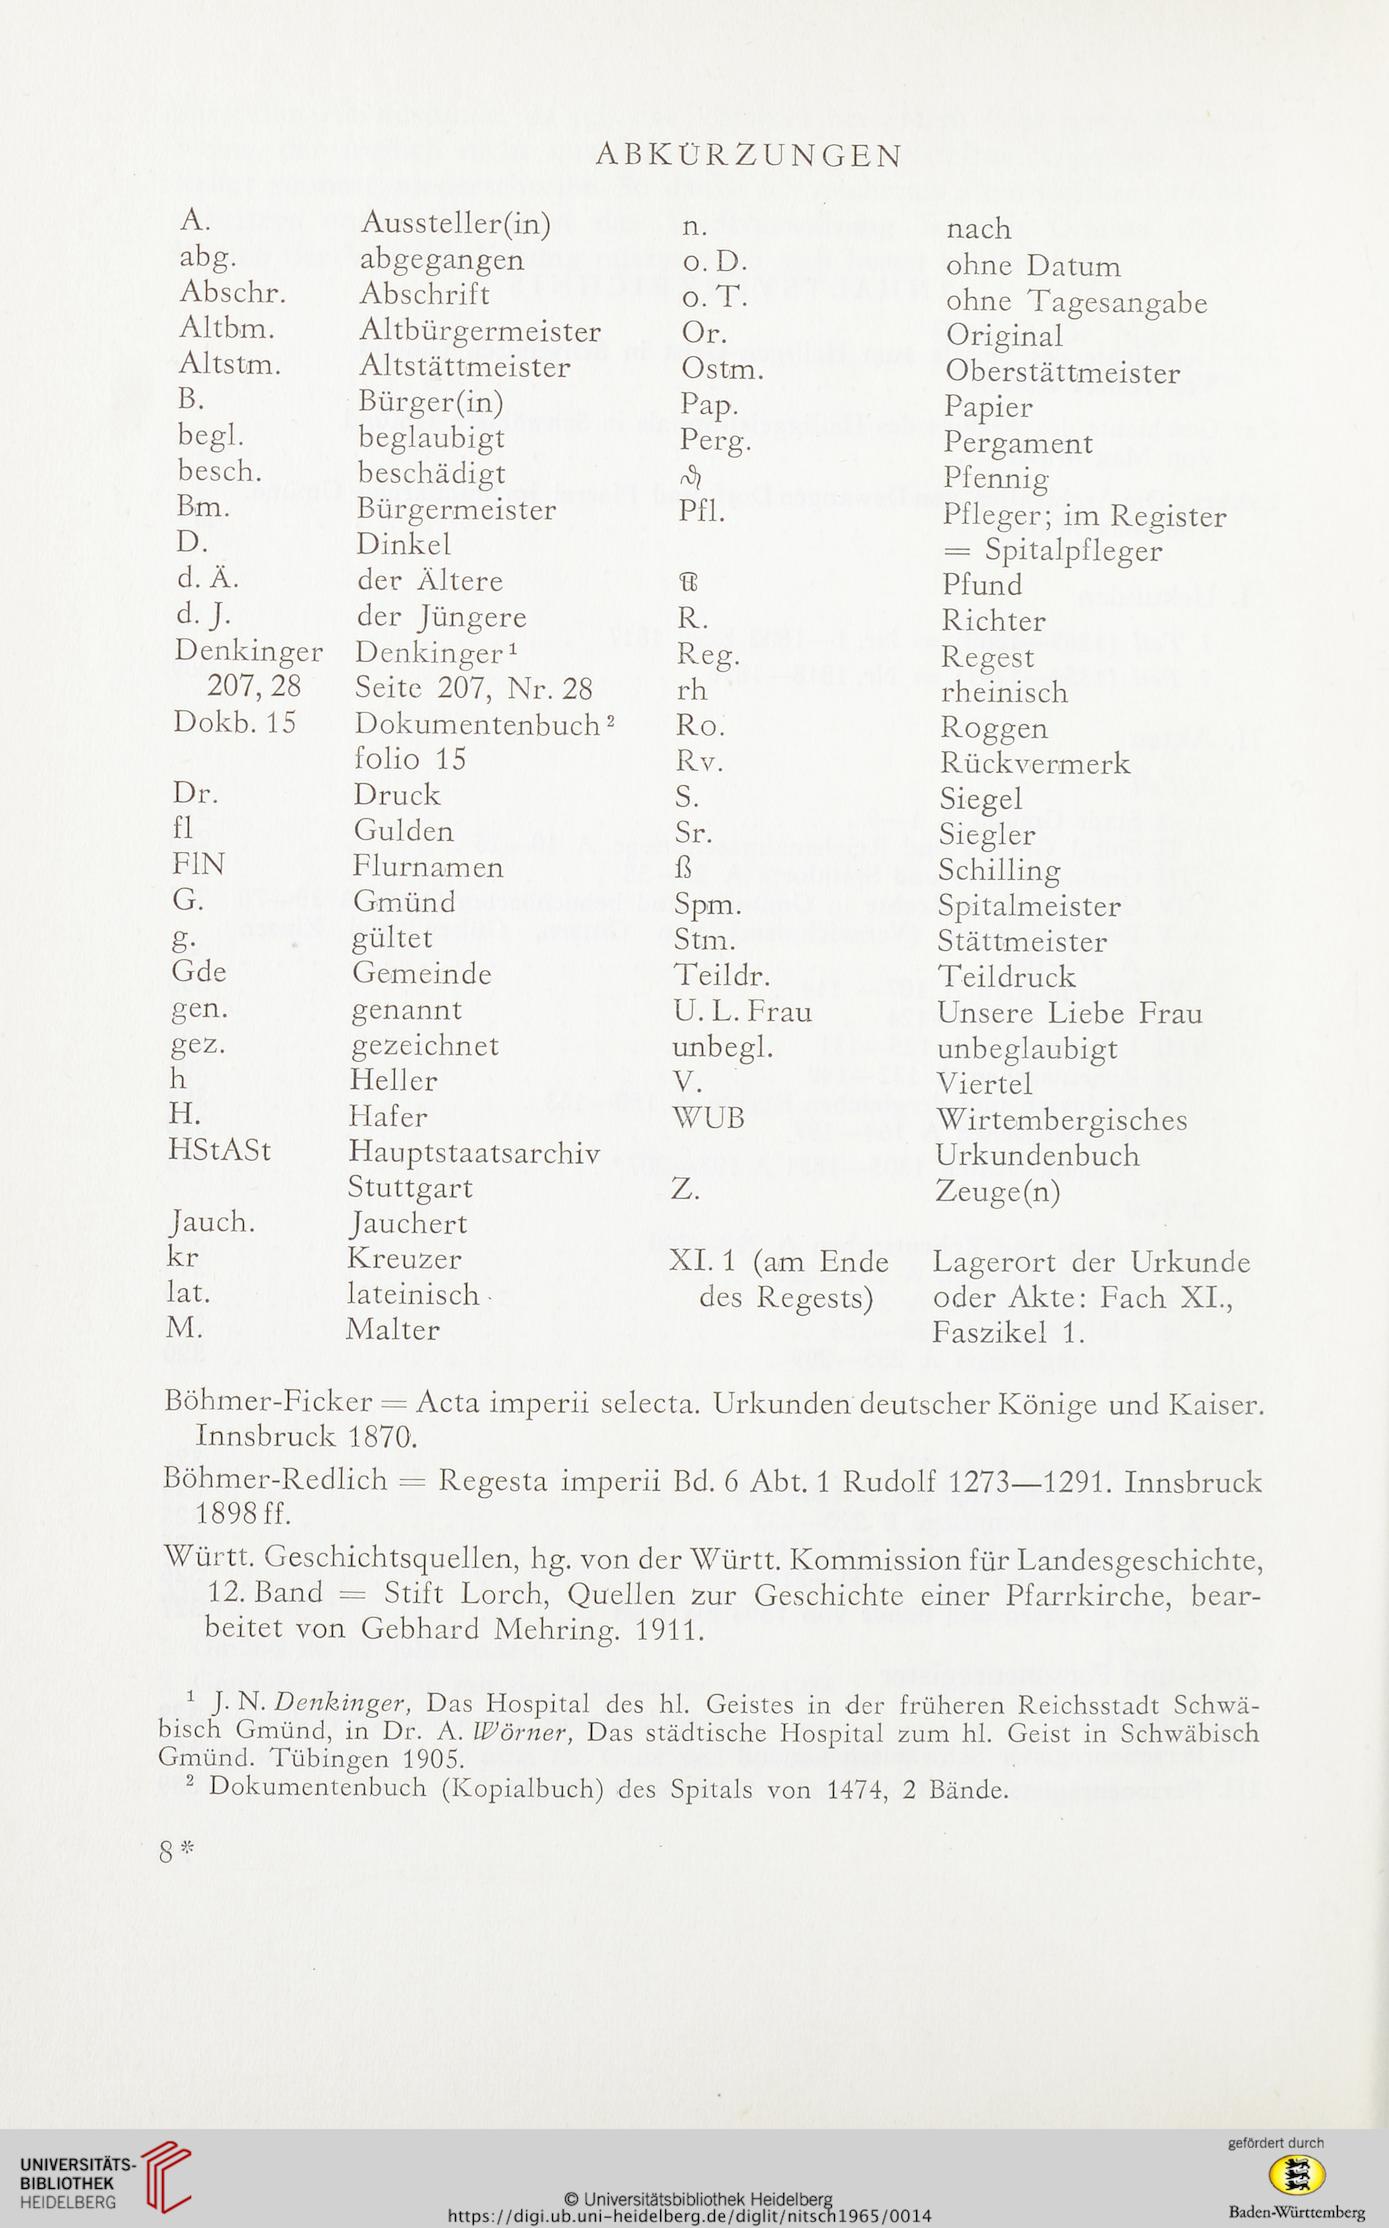 ABKÜRZUNGEN
A. Aussteller(in)
abg. abgegangen
Abschr. Abschrift
Altbm. Altbürgermeister
Altstm. Altstättmeister
B. Bürger(in)
begl. beglaubigt
besch. beschädigt
Bm. Bürgermeister
D. Dinkel
d. Ä. der Ältere
d. J. der Jüngere
Denkinger Denkinger¹
207, 28 Seite 207, Nr. 28
Dokb. 15 Dokumentenbuch²
folio 15
Dr. Druck
fl Gulden
FlN Flurnamen
G. Gmünd
g. gültet
Gde Gemeinde
gen. genannt
gez. gezeichnet
h Heller
H. Hafer
HStASt Hauptstaatsarchiv
Stuttgart
Jauch. Jauchert
kr Kreuzer
lat. lateinisch
M. Malter
n. nach
o. D. ohne Datum
o. T. ohne Tagesangabe
Or. Original
Ostm. Oberstättmeister
Pap. Papier
Perg. Pergament
₰ Pfennig
Pfl. Pfleger; im Register
= Spitalpfleger
℔ Pfund
R. Richter
Reg. Regest
rh rheinisch
Ro. Roggen
Rv. Rückvermerk
S. Siegel
Sr. Siegler
ß Schilling
Spm. Spitalmeister
Stm. Stättmeister
Teildr. Teildruck
U. L. Frau Unsere Liebe Frau
unbegl. unbeglaubigt
V. Viertel
WUB Wirtembergisches
Urkundenbuch
Z. Zeuge(n)
XI. 1 (am Ende Lagerort der Urkunde
des Regests) oder Akte: Fach XI.,
Faszikel 1.
Böhmer-Ficker = Acta imperii selecta. Urkunden deutscher Könige und Kaiser.
Innsbruck 1870.
Böhmer-Redlich = Regesta imperii Bd. 6 Abt. 1 Rudolf 1273—1291. Innsbruck
1898 ff.
Württ. Geschichtsquellen, hg. von der Württ. Kommission für Landesgeschichte,
12. Band = Stift Lorch, Quellen zur Geschichte einer Pfarrkirche, bear-
beitet von Gebhard Mehring. 1911.
¹ J. N. Denkinger, Das Hospital des hl. Geistes in der früheren Reichsstadt Schwä-
bisch Gmünd, in Dr. A. Wörner, Das städtische Hospital zum hl. Geist in Schwäbisch
Gmünd. Tübingen 1905.
² Dokumentenbuch (Kopialbuch) des Spitals von 1474, 2 Bände.
8*
UNIVERSITÄTS-
BIBLIOTHEK
HEIDELBERG
© Universitätsbibliothek Heidelberg
https://digi.ub.uni-heidelberg.de/diglit/nitsch1965/0014
gefördert durch
Baden-Württemberg